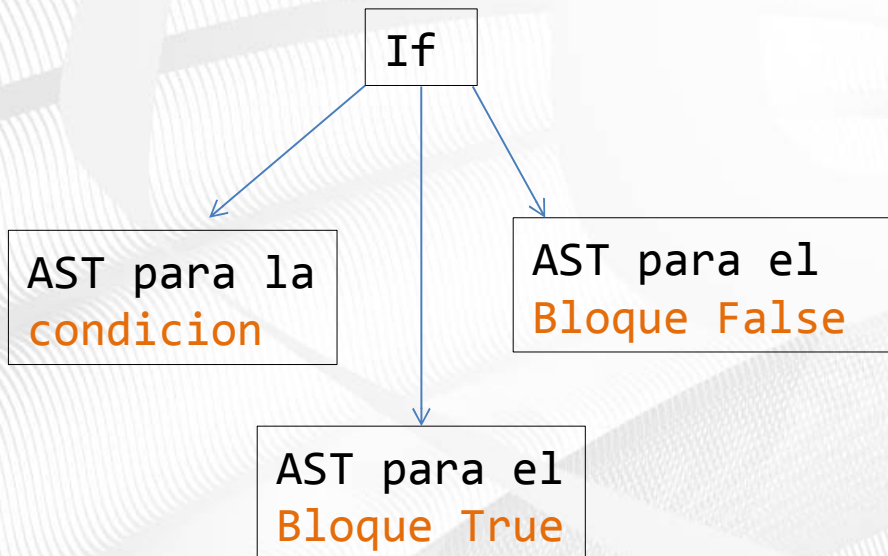 If
AST para la
condicion
AST para el
Bloque False
AST para el
Bloque True